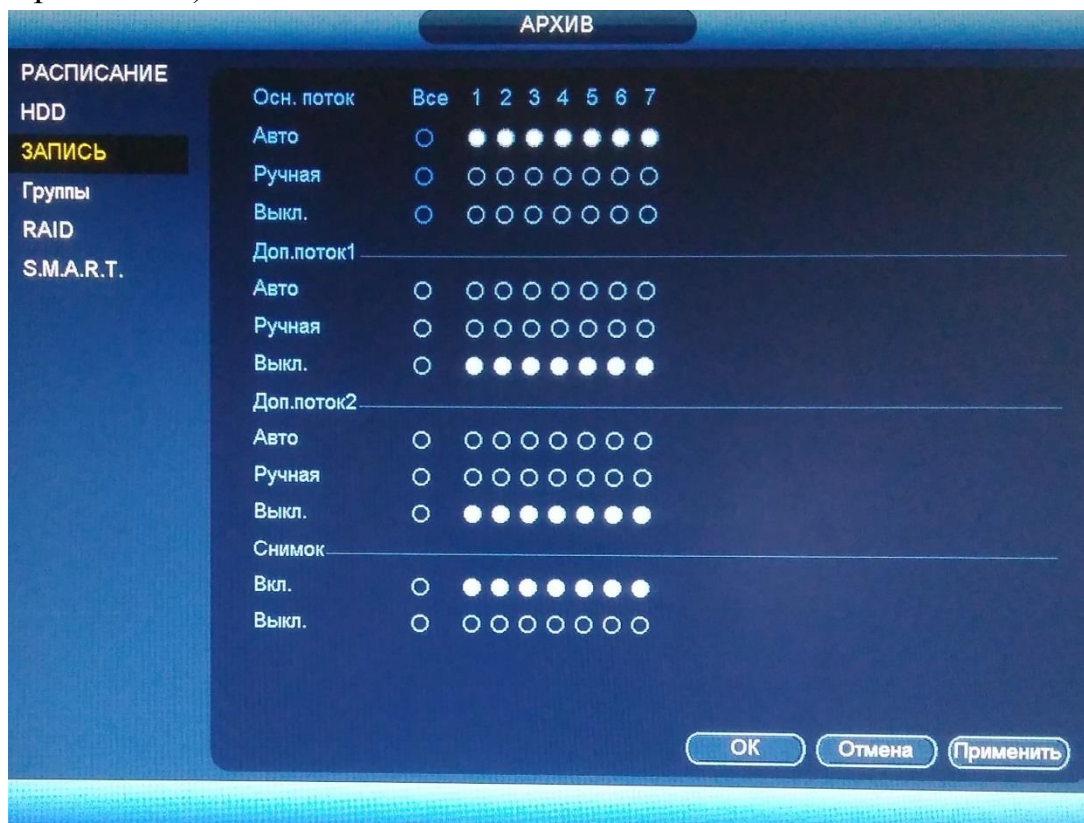 АРХИВ
РАСПИСАНИЕ
HDD
ЗАПИСЬ
Группы
RAID
S.M.A.R.T.
Осн. поток Все 1 2 3 4 5 6 7
Авто
Ручная
Выкл.
Доп.поток1
Авто
Ручная
Выкл.
Доп.поток2
Авто
Ручная
Выкл.
Снимок
Вкл.
Выкл.
ОК Отмена Применить